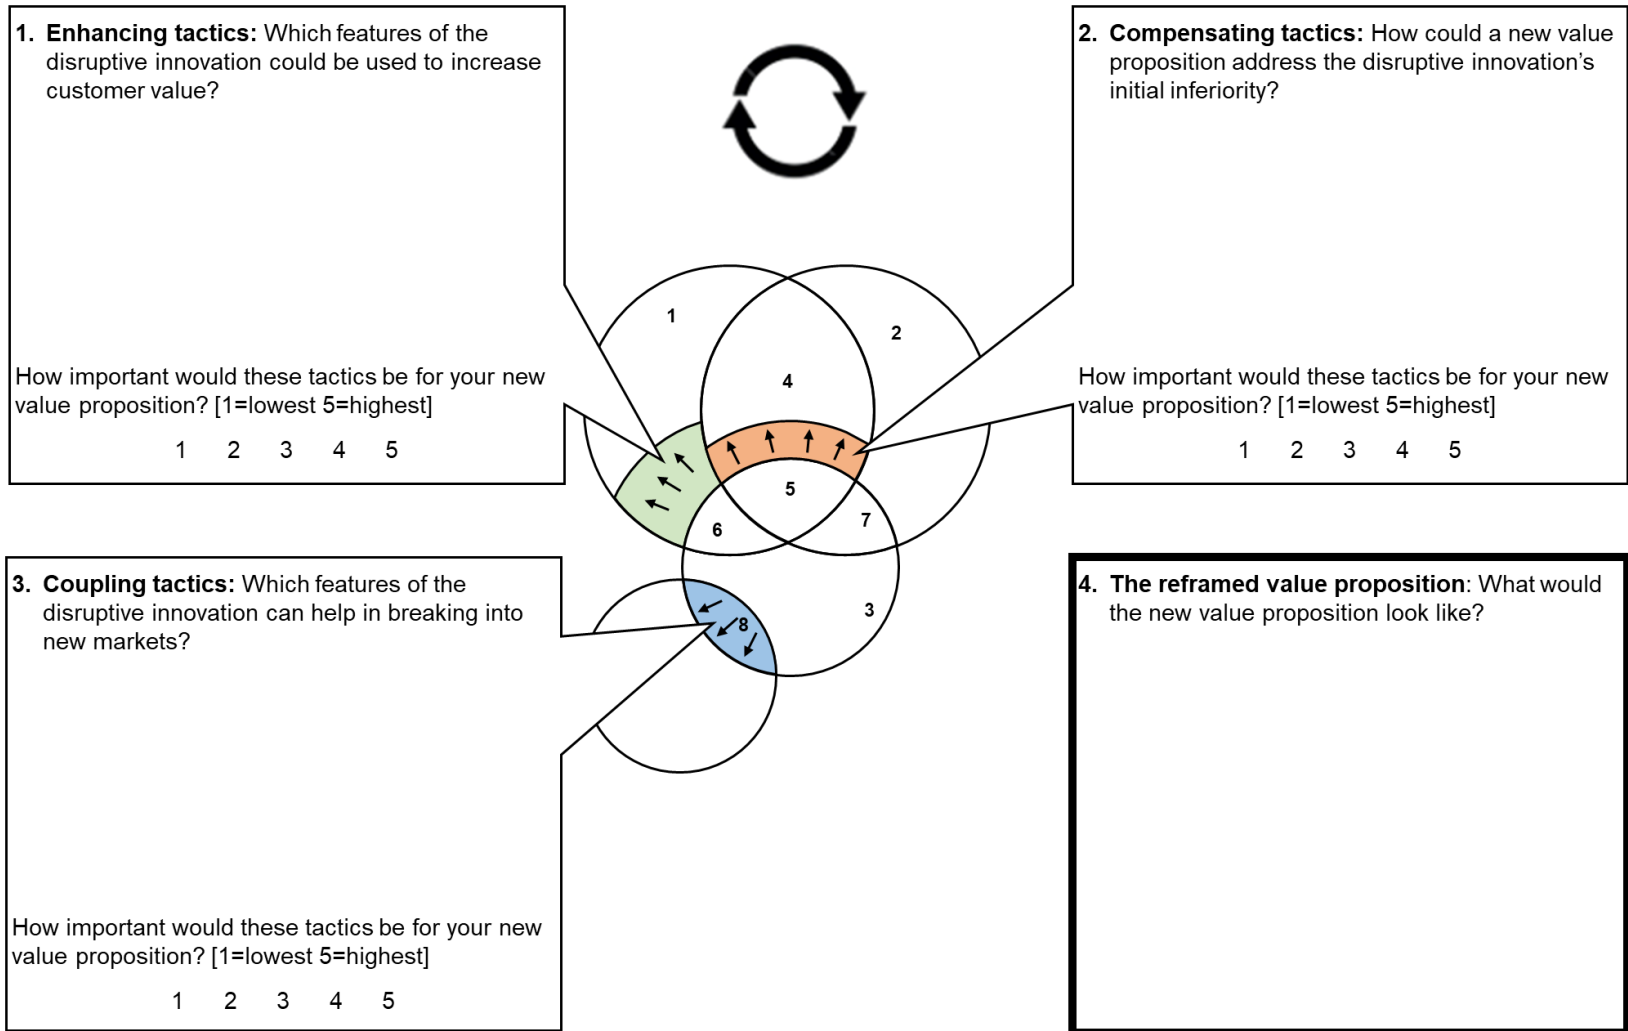 1. Enhancing tactics: Which features of the
disruptive innovation could be used to increase
customer value?
How important would these tactics be for your new
value proposition? [1=lowest 5=highest]
1 2 3 4 5
2. Compensating tactics: How could a new value
proposition address the disruptive innovation's
initial inferiority?
How important would these tactics be for your new
value proposition? [1=lowest 5=highest]
1 2 3 4 5
1
2
4
5
6
7
3
8
3. Coupling tactics: Which features of the
disruptive innovation can help in breaking into
new markets?
How important would these tactics be for your new
value proposition? [1=lowest 5=highest]
1 2 3 4 5
4. The reframed value proposition: What would
the new value proposition look like?